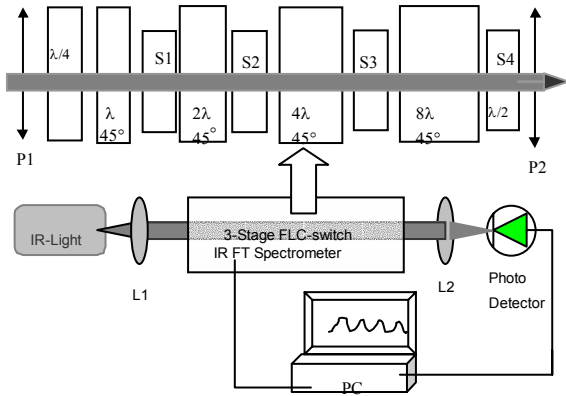 λ/4
S1
S2
S3
S4
λ
45°
2λ
45°
4λ
45°
8λ
45°
λ/2
P1
P2
IR-Light
3-Stage FLC-switch
IR FT Spectrometer
L1
L2
Photo
Detector
PC